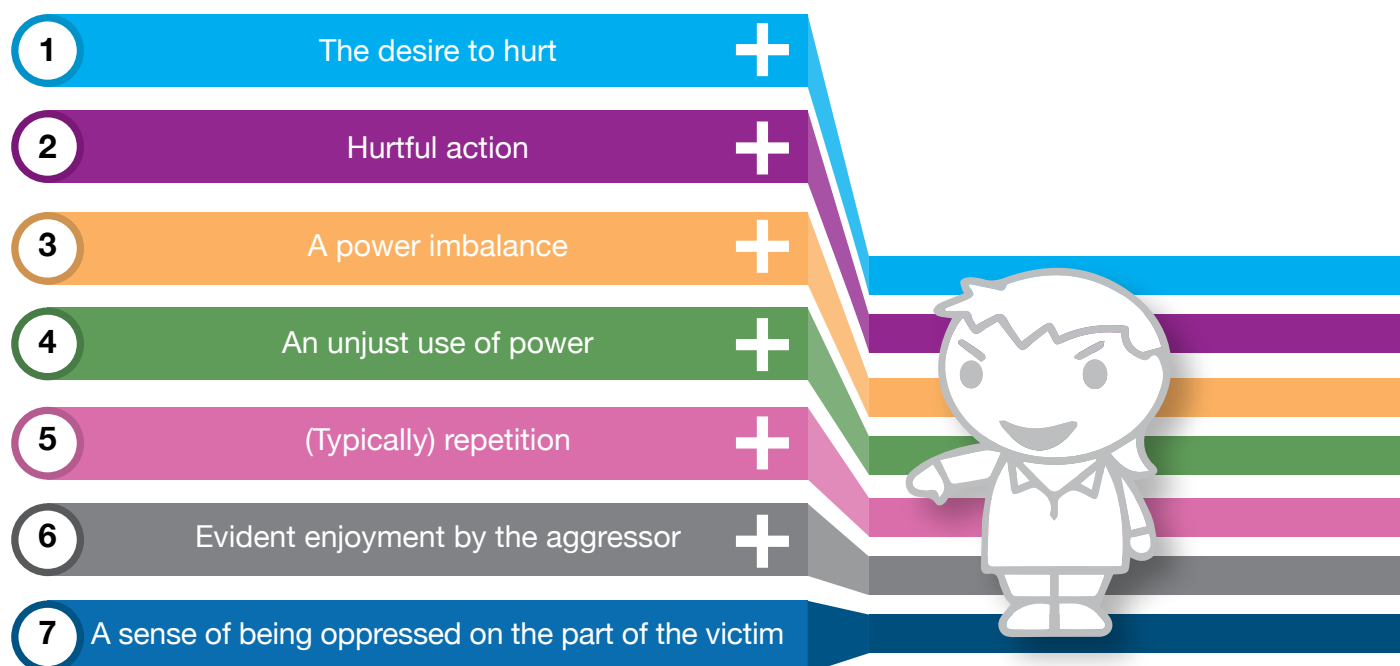 1 The desire to hurt +
2 Hurtful action +
3 A power imbalance +
4 An unjust use of power +
5 (Typically) repetition +
6 Evident enjoyment by the aggressor +
7 A sense of being oppressed on the part of the victim